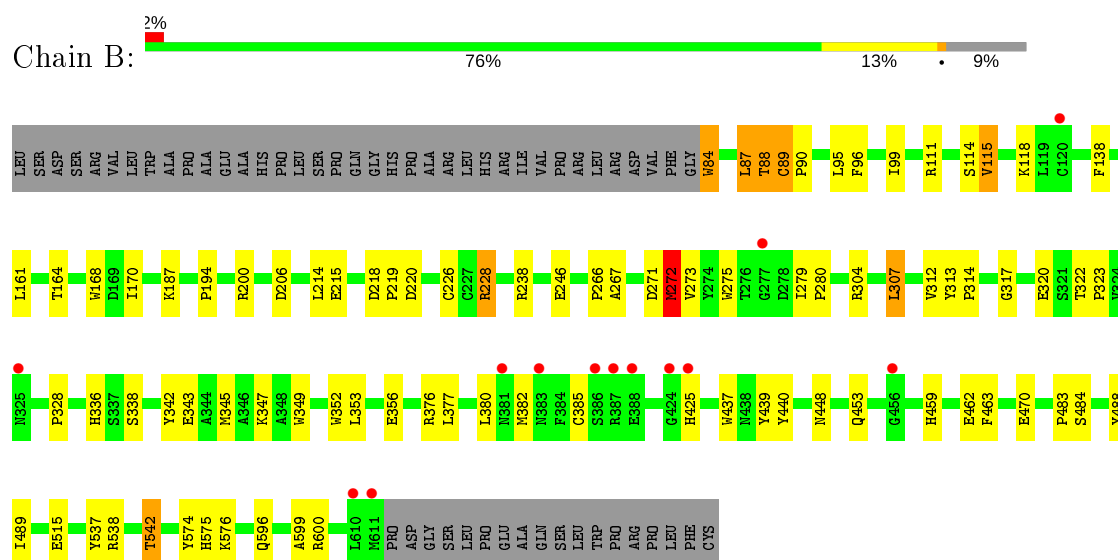 2%
Chain B:
76% 13% • 9%
LEU SER ASP SER ARG VAL LEU TRP ALA PRO ALA GLU ALA HIS PRO LEU SER PRO GLN GLY HIS PRO ALA ARG LEU HIS ARG ILE VAL PRO ARG LEU ARG ASP VAL PHE GLY W84 L87 T88 C89 P90 L95 F96 I99 R111 S114 V115 K118 L119 C120 F138
L161 T164 W168 D169 I170 K187 P194 R200 D206 L214 E215 D218 P219 D220 C226 C227 R228 R238 E246 P266 A267 D271 M272 V273 Y274 W275 T276 G277 D278 I279 P280 R304 L307 V312 Y313 P314 G317 E320 S321 T322 P323 V324
N325 P328 H336 S337 S338 Y342 E343 A344 M345 A346 K347 A348 W349 W352 L353 E356 R376 L377 L380 N381 M382 N383 F384 C385 S386 R387 E388 G424 H425 W437 N438 Y439 Y440 N448 Q453 G456 H459 E462 F463 E470 P483 S484 Y488
I489 E515 Y537 R538 T542 Y574 H575 K576 Q596 A599 R600 L610 M611 PRO ASP GLY SER LEU PRO GLU ALA GLN SER LEU TRP PRO ARG PRO LEU PHE CYS